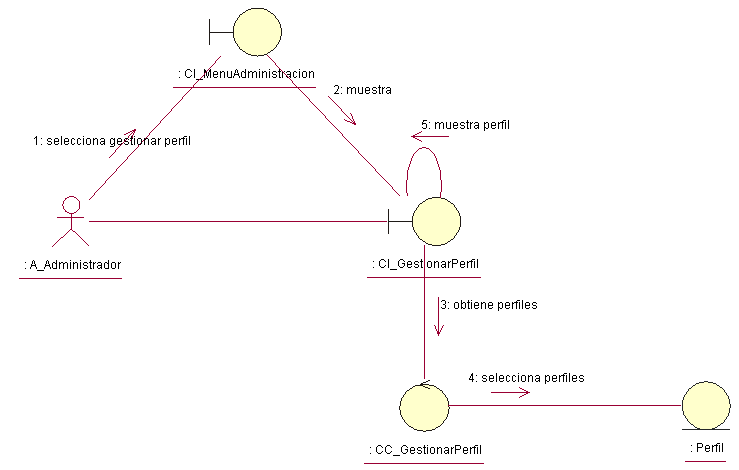 : CI_MenuAdministracion
2: muestra
5: muestra perfil
1: selecciona gestionar perfil
: A_Administrador
: CI_GestionarPerfil
3: obtiene perfiles
4: selecciona perfiles
: CC_GestionarPerfil
: Perfil